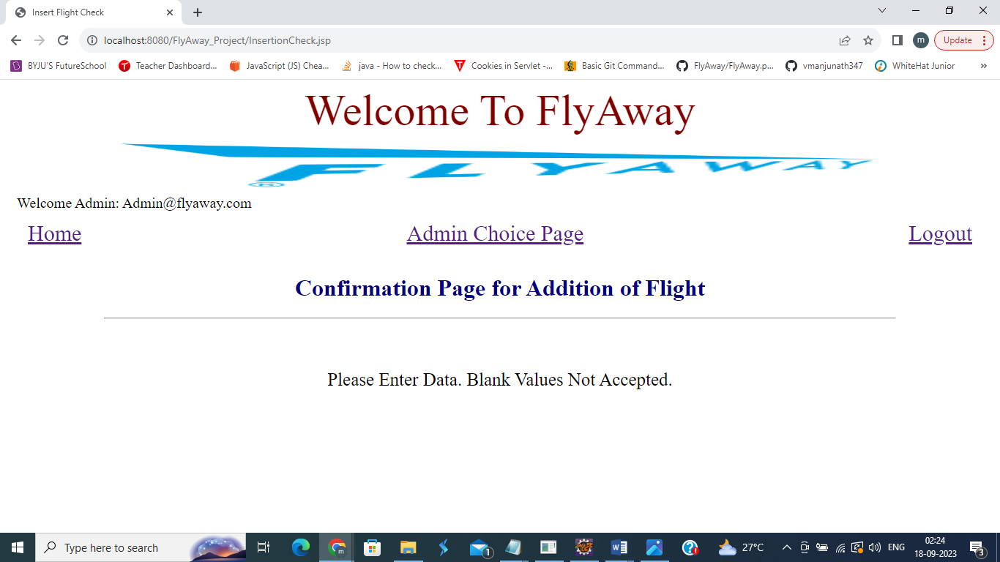 Insert Flight Check
localhost:8080/FlyAway_Project/InsertionCheck.jsp
m
Update
BYJU'S FutureSchool
Teacher Dashboard...
JavaScript (JS) Chea...
java - How to check...
Cookies in Servlet -...
Basic Git Command...
FlyAway/FlyAway.p...
vmanjunath347
WhiteHat Junior
»
Welcome To FlyAway
FLYAWAY
®
Welcome Admin: Admin@flyaway.com
Home
Admin Choice Page
Logout
Confirmation Page for Addition of Flight
Please Enter Data. Blank Values Not Accepted.
Type here to search
27°C
ENG
02:24
18-09-2023
3